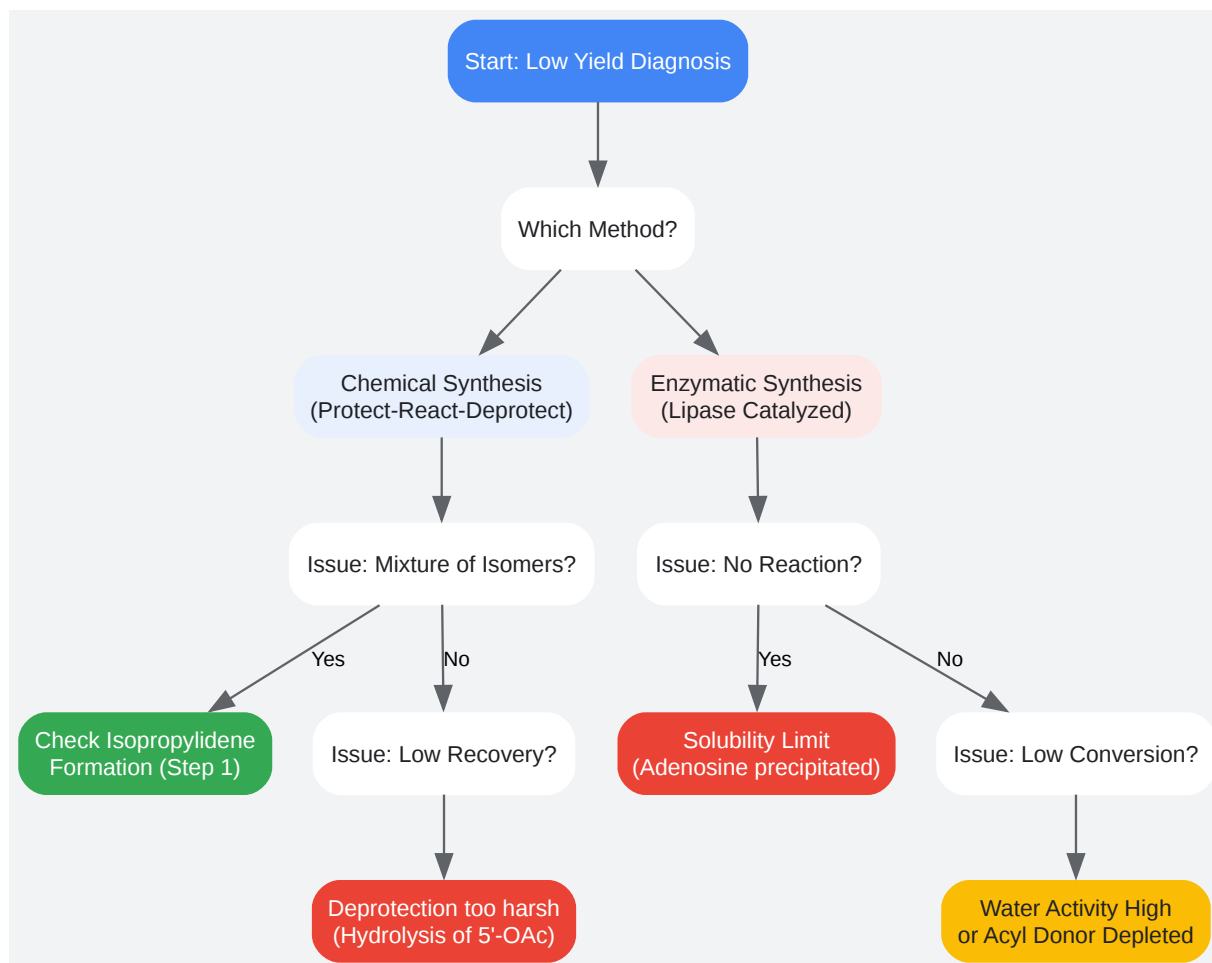 Start: Low Yield Diagnosis
Which Method?
Chemical Synthesis
(Protect-React-Deprotect)
Enzymatic Synthesis
(Lipase Catalyzed)
Issue: Mixture of Isomers?
Issue: No Reaction?
Yes
No
Yes
No
Check Isopropylidene
Formation (Step 1)
Issue: Low Recovery?
Solubility Limit
(Adenosine precipitated)
Issue: Low Conversion?
Deprotection too harsh
(Hydrolysis of 5'-OAc)
Water Activity High
or Acyl Donor Depleted